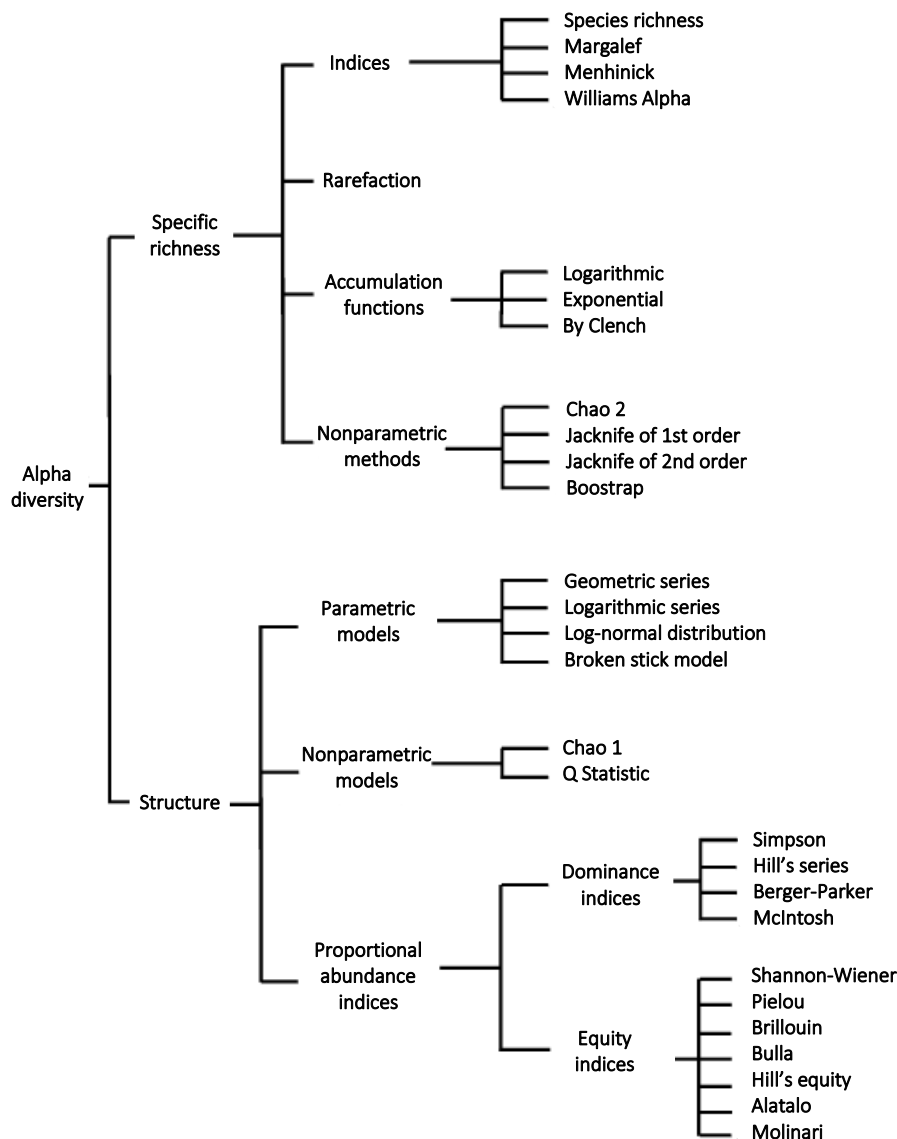 Species richness
Margalef
Menhinick
Williams Alpha
Indices
Rarefaction
Specific
richness
Accumulation
functions
Logarithmic
Exponential
By Clench
Nonparametric
methods
Chao 2
Jacknife of 1st order
Jacknife of 2nd order
Boostrap
Alpha
diversity
Parametric
models
Geometric series
Logarithmic series
Log-normal distribution
Broken stick model
Nonparametric
models
Chao 1
Q Statistic
Structure
Dominance
indices
Simpson
Hill's series
Berger-Parker
McIntosh
Proportional
abundance
indices
Equity
indices
Shannon-Wiener
Pielou
Brillouin
Bulla
Hill's equity
Alatalo
Molinari